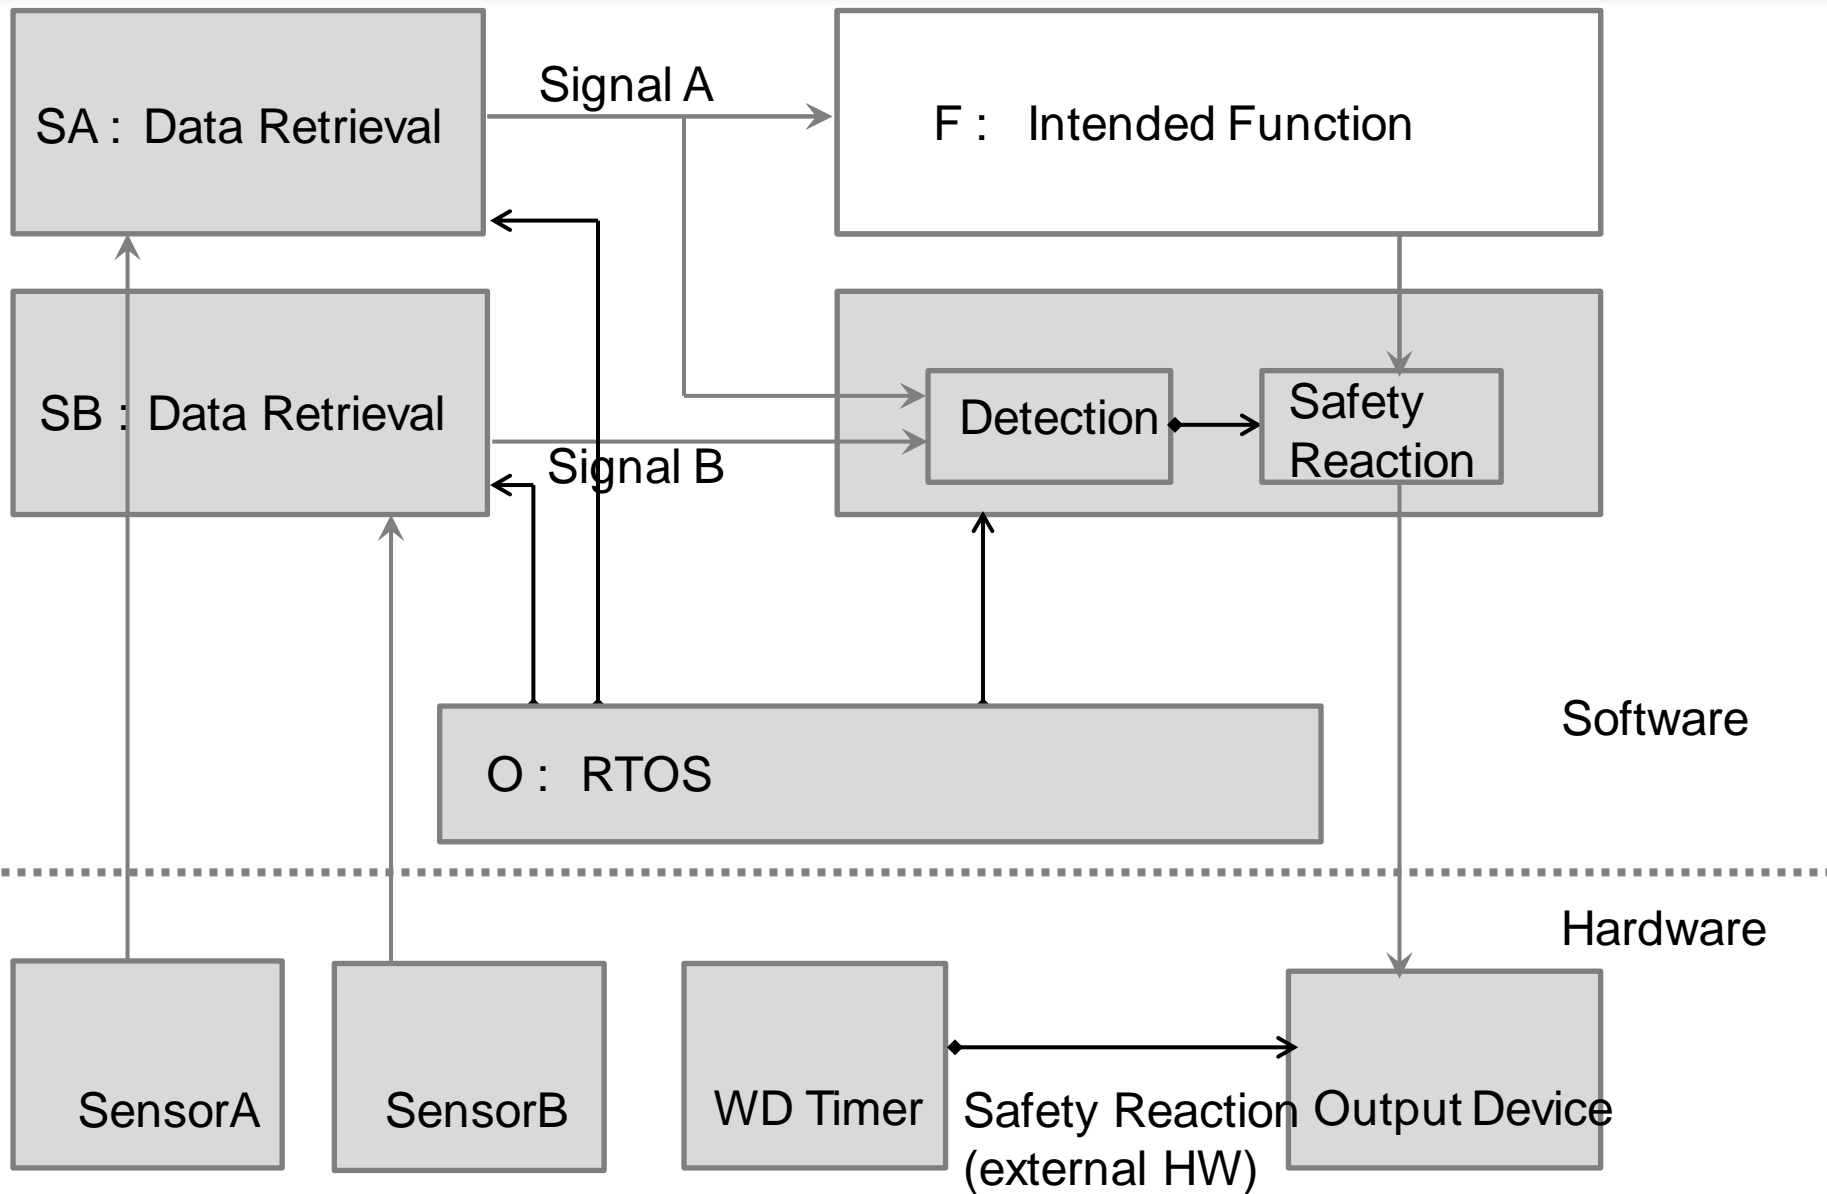 Signal A
SA : Data Retrieval
F : Intended Function
SB : Data Retrieval
Signal B
Detection
Safety
Reaction
O : RTOS
Software
Hardware
SensorA
SensorB
WD Timer
Safety Reaction
(external HW)
Output Device